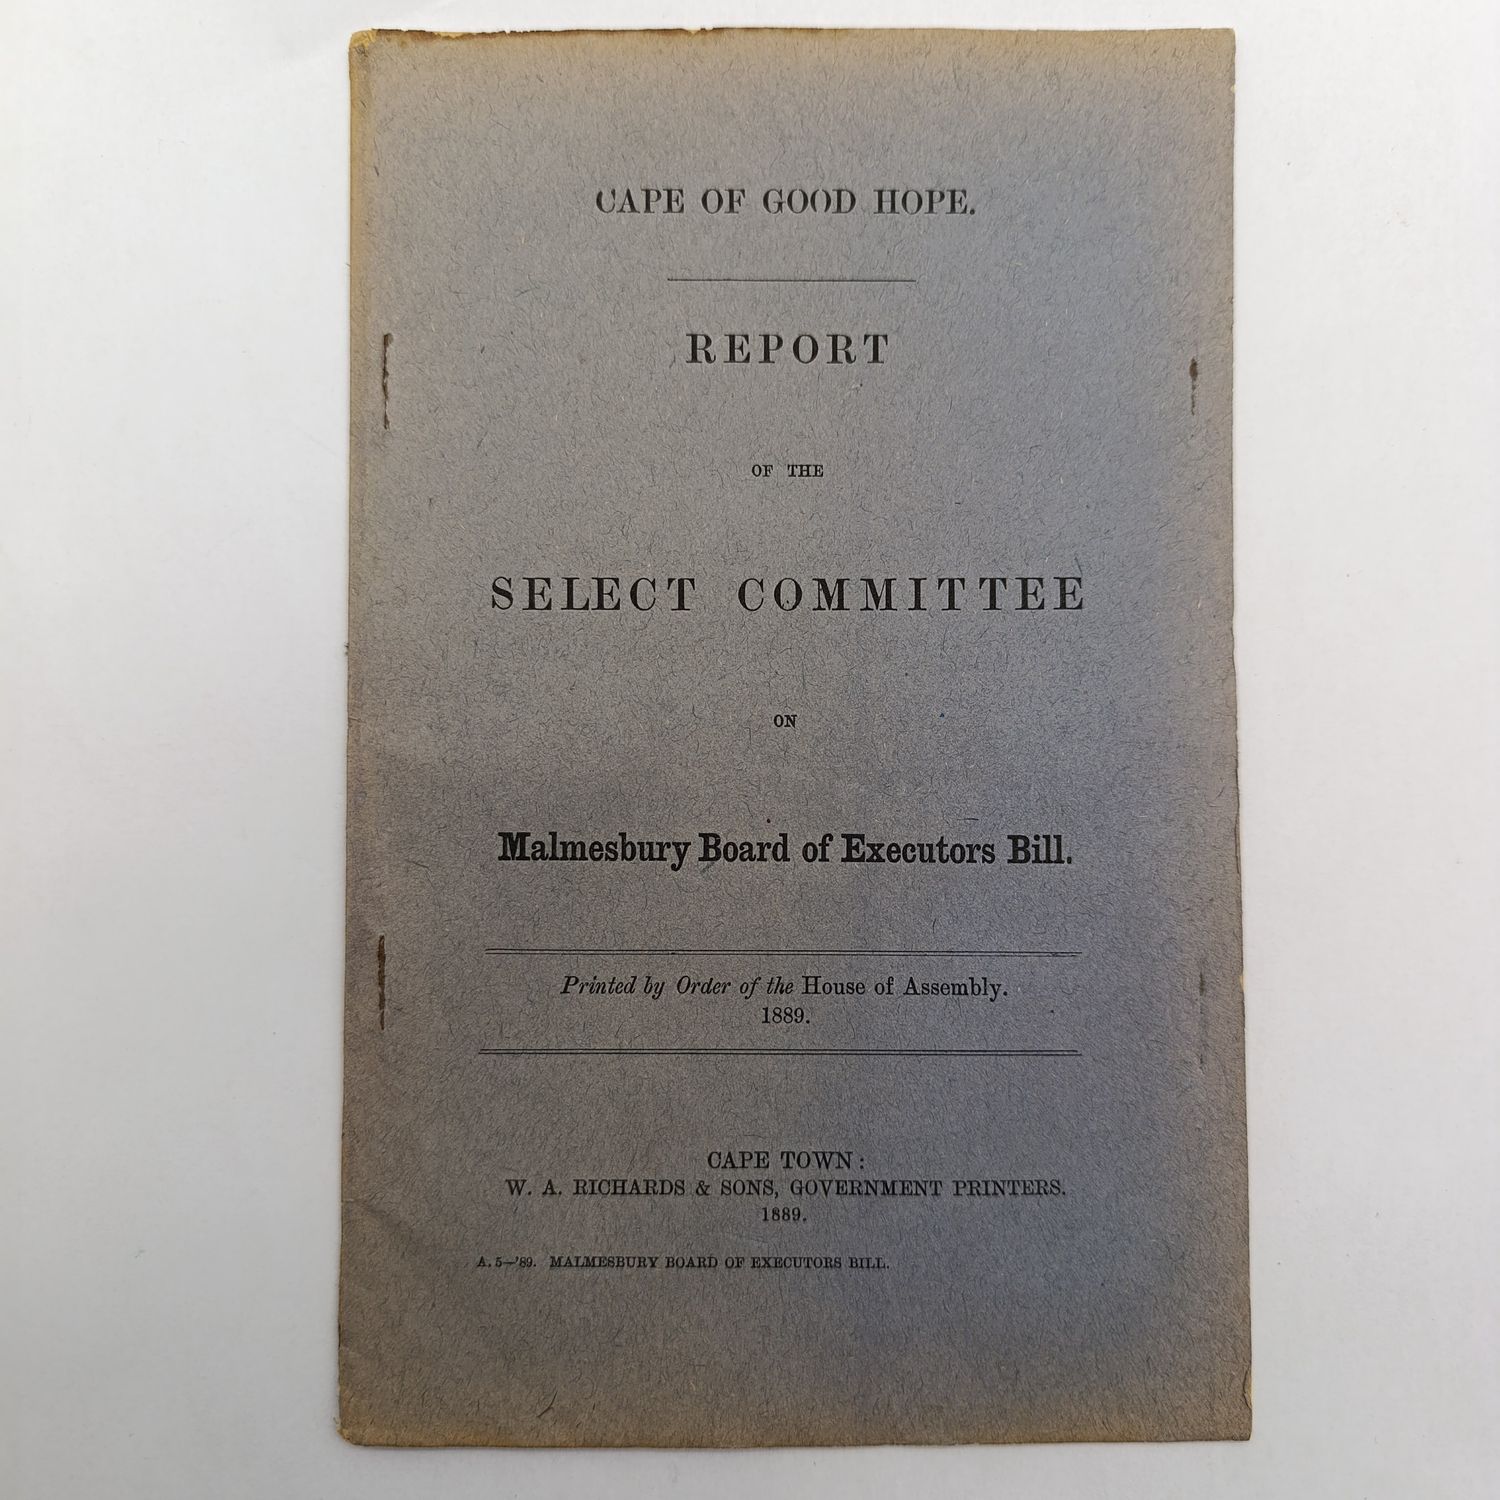 CAPE OF GOOD HOPE.
REPORT
OF THE
SELECT COMMITTEE
ON
Malmesbury Board of Executors Bill.
Printed by Order of the House of Assembly.
1889.
CAPE TOWN:
W. A. RICHARDS & SONS, GOVERNMENT PRINTERS.
1889.
A. 5—'89. MALMESBURY BOARD OF EXECUTORS BILL.